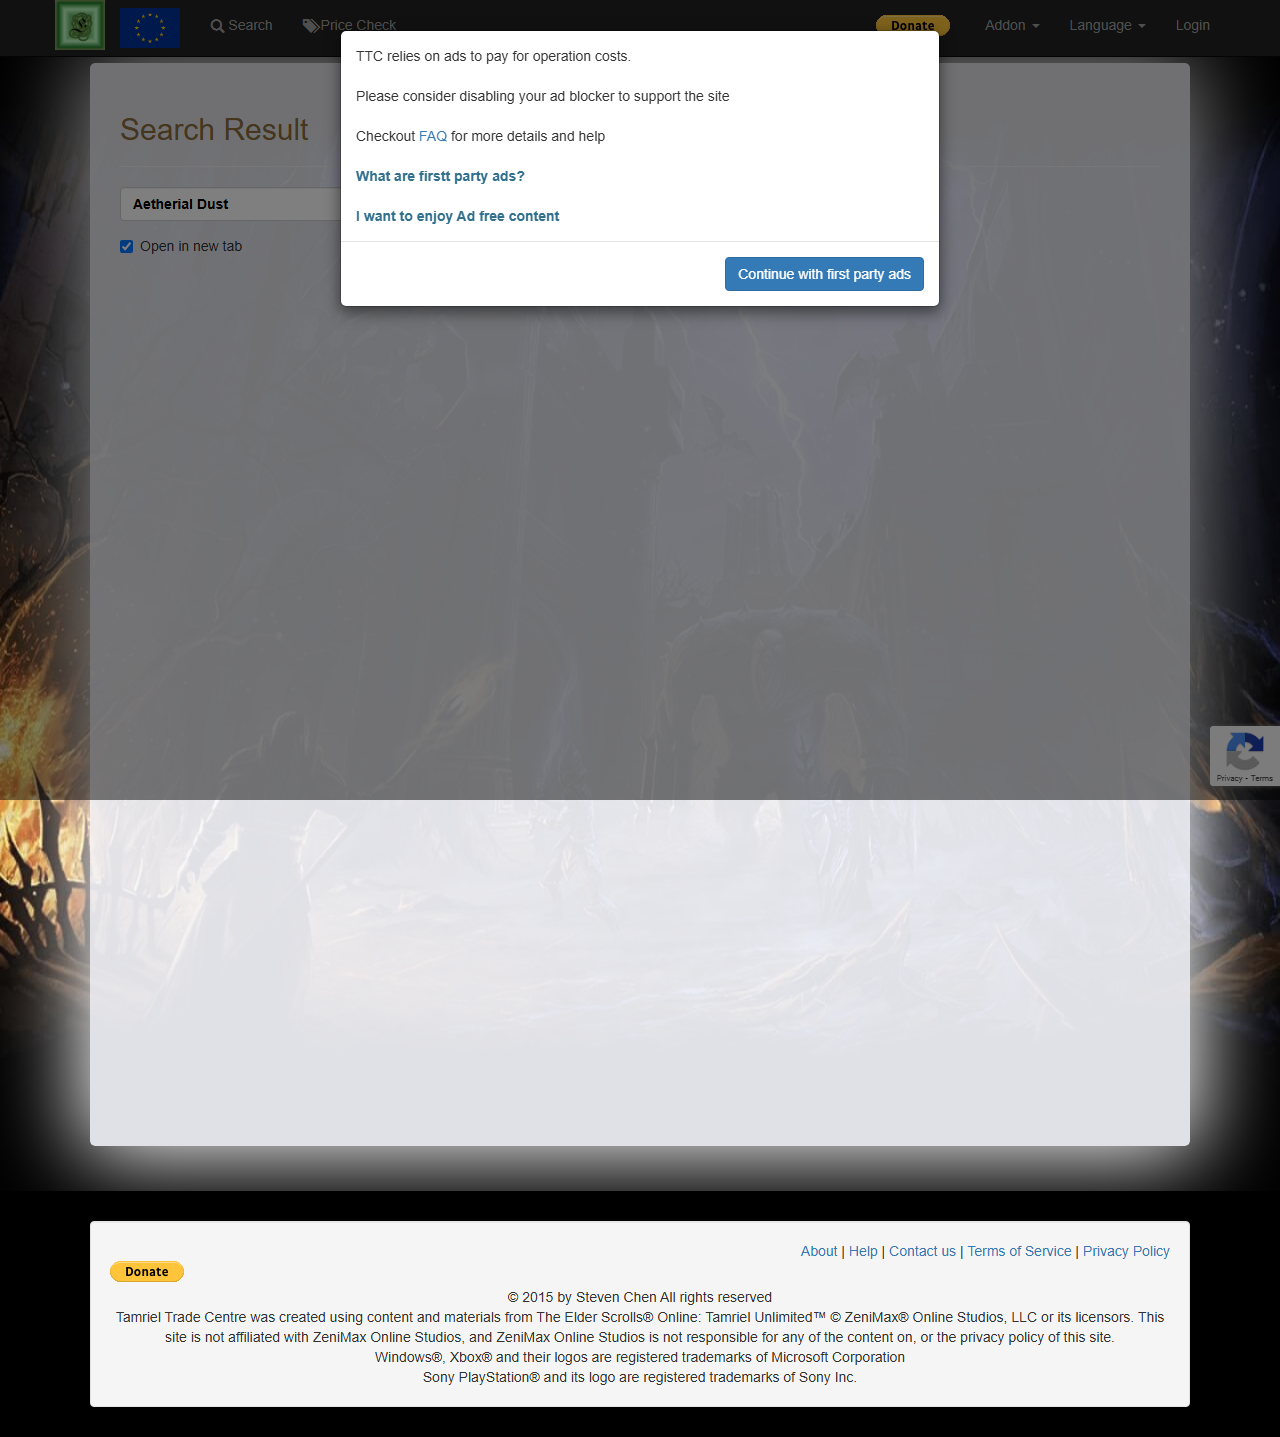 Search
Price Check
Donate
Addon
Language
Login
TTC relies on ads to pay for operation costs.
Please consider disabling your ad blocker to support the site
Checkout FAQ for more details and help
What are firstt party ads?
I want to enjoy Ad free content
Continue with first party ads
Search Result
Aetherial Dust
Open in new tab
Privacy - Terms
About | Help | Contact us | Terms of Service | Privacy Policy
Donate
© 2015 by Steven Chen All rights reserved
Tamriel Trade Centre was created using content and materials from The Elder Scrolls® Online: Tamriel Unlimited™ © ZeniMax® Online Studios, LLC or its licensors. This
site is not affiliated with ZeniMax Online Studios, and ZeniMax Online Studios is not responsible for any of the content on, or the privacy policy of this site.
Windows®, Xbox® and their logos are registered trademarks of Microsoft Corporation
Sony PlayStation® and its logo are registered trademarks of Sony Inc.